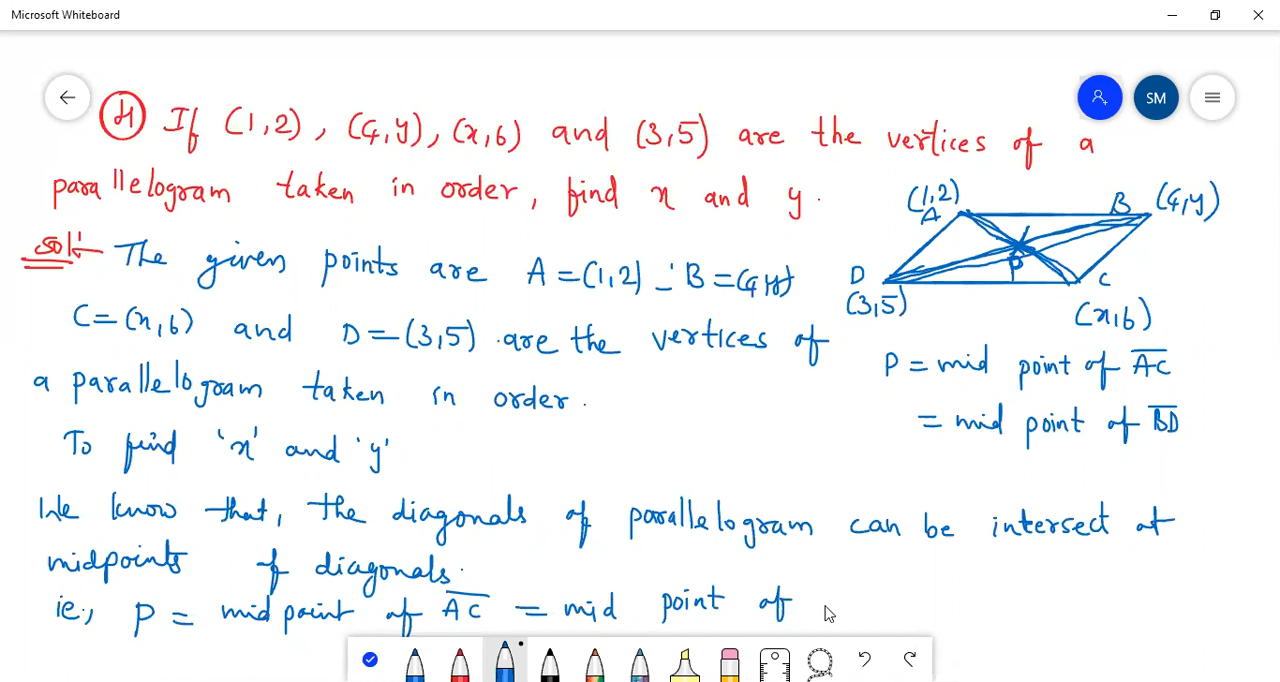 Microsoft Whiteboard
SM
4 If (1,2), (4,y), (x,6) and (3,5) are the vertices of a
parallelogram taken in order, find x and y.
Sol:- The given points are A = (1,2) B = (4,y)
C = (x,6) and D = (3,5) are the vertices of
a parallelogram taken in order.
To find 'x' and 'y'
We know that, the diagonals of parallelogram can be intersect at
midpoints of diagonals.
ie., P = midpoint of AC = mid point of
(1,2)
A
B (4,y)
P
D
(3,5)
C
(x,6)
P = mid point of AC
= mid point of BD